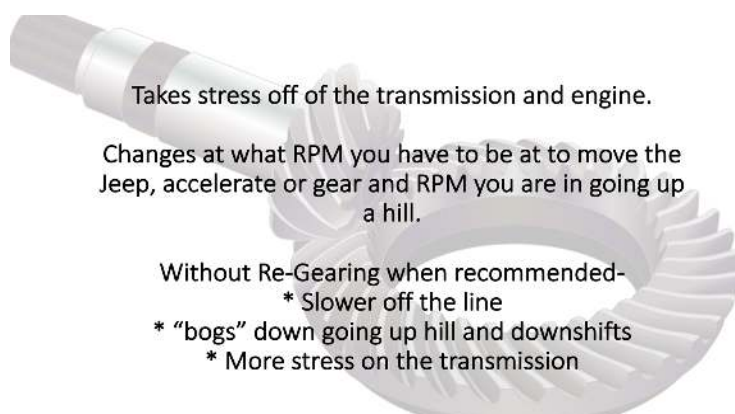 Takes stress off of the transmission and engine.
Changes at what RPM you have to be at to move the
Jeep, accelerate or gear and RPM you are in going up
a hill.
Without Re-Gearing when recommended-
* Slower off the line
* “bogs” down going up hill and downshifts
* More stress on the transmission